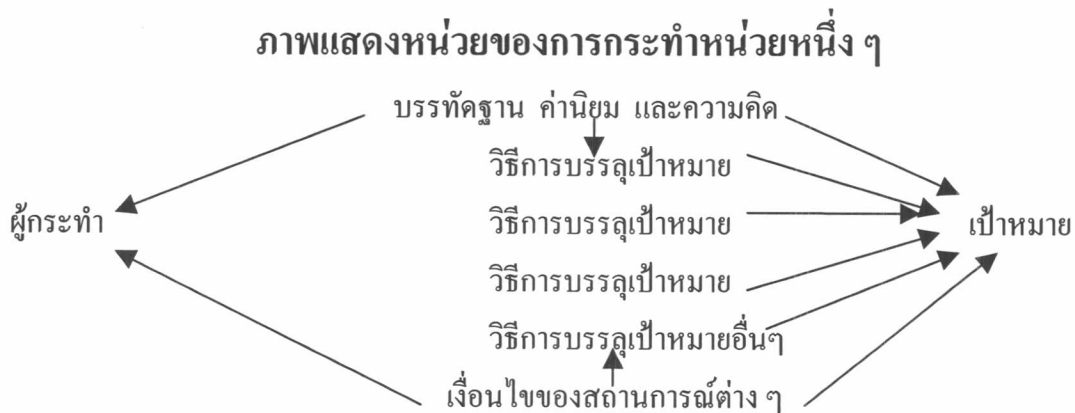 ภาพแสดงหน่วยของการกระทำหน่วยหนึ่ง ๆ
บรรทัดฐาน ค่านิยม และความคิด
วิธีการบรรลุเป้าหมาย
ผู้กระทำ
วิธีการบรรลุเป้าหมาย
เป้าหมาย
วิธีการบรรลุเป้าหมาย
วิธีการบรรลุเป้าหมายอื่นๆ
เงื่อนไขของสถานการณ์ต่าง ๆ